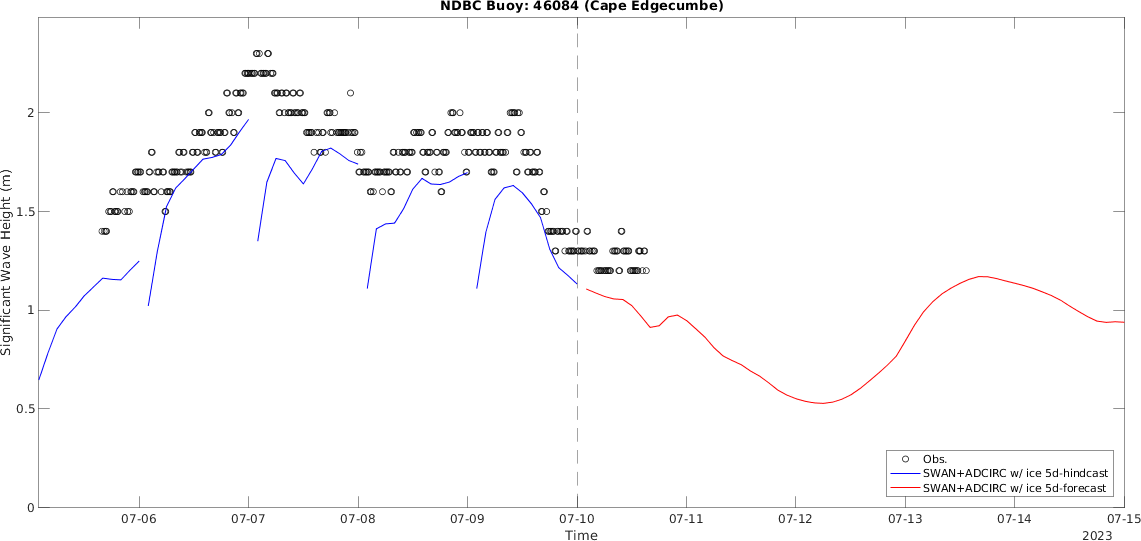 NDBC Buoy: 46084 (Cape Edgecumbe)
Significant Wave Height (m)
2
1.5
1
0.5
0
Obs.
SWAN+ADCIRC w/ ice 5d-hindcast
SWAN+ADCIRC w/ ice 5d-forecast
07-06 07-07 07-08 07-09 07-10 07-11 07-12 07-13 07-14 07-15
Time
2023